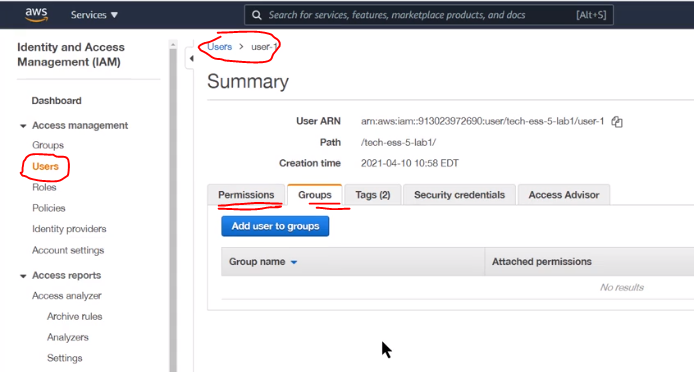 aws
Services
Search for services, features, marketplace products, and docs
[Alt+S]
Identity and Access
Management (IAM)
Dashboard
Access management
Groups
Users
Roles
Policies
Identity providers
Account settings
Access reports
Access analyzer
Archive rules
Analyzers
Settings
Users > user-1
Summary
User ARN arn:aws:iam::913023972690:user/tech-ess-5-lab1/user-1
Path /tech-ess-5-lab1/
Creation time 2021-04-10 10:58 EDT
Permissions Groups Tags (2) Security credentials Access Advisor
Add user to groups
Group name Attached permissions
No results